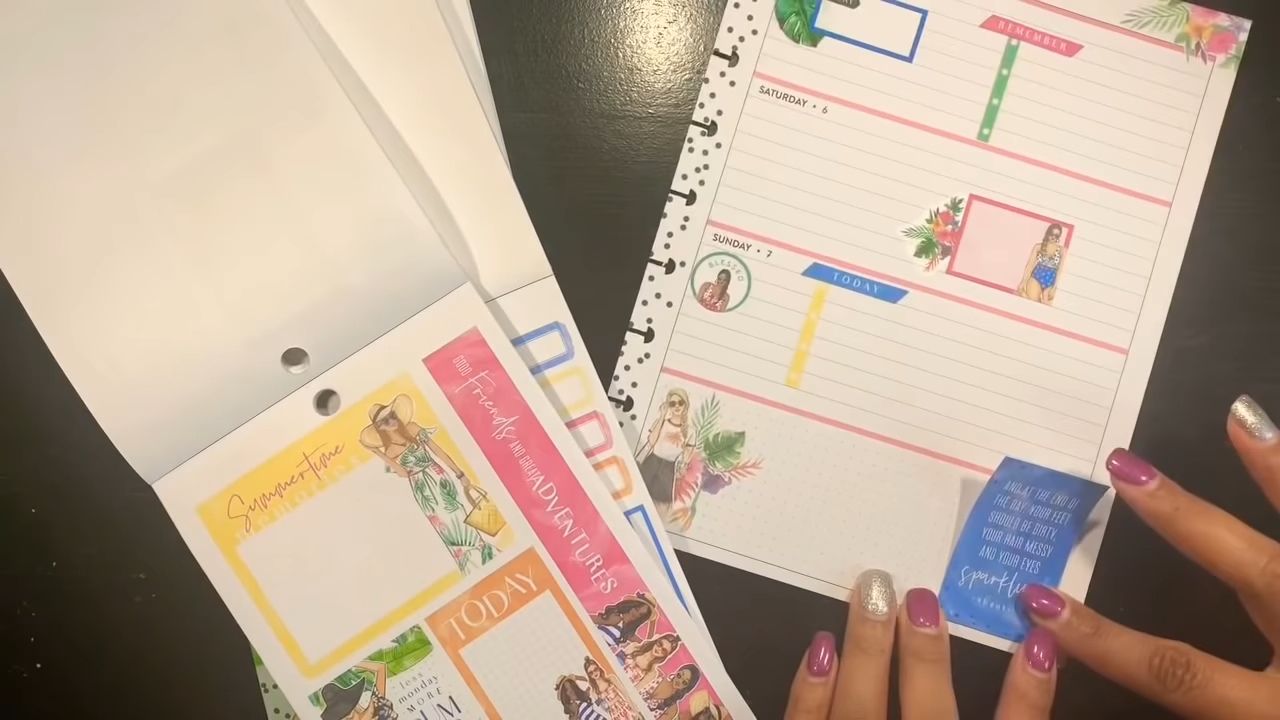 REMEMBER
SATURDAY • 6
SUNDAY • 7
BLESSED
TODAY
AND AT THE END OF
THE DAY, YOUR FEET
SHOULD BE DIRTY,
YOUR HAIR MESSY
AND YOUR EYES
Summertime
GOOD
Friends
AND GREAT
ADVENTURES
TODAY
less
monday
MORE